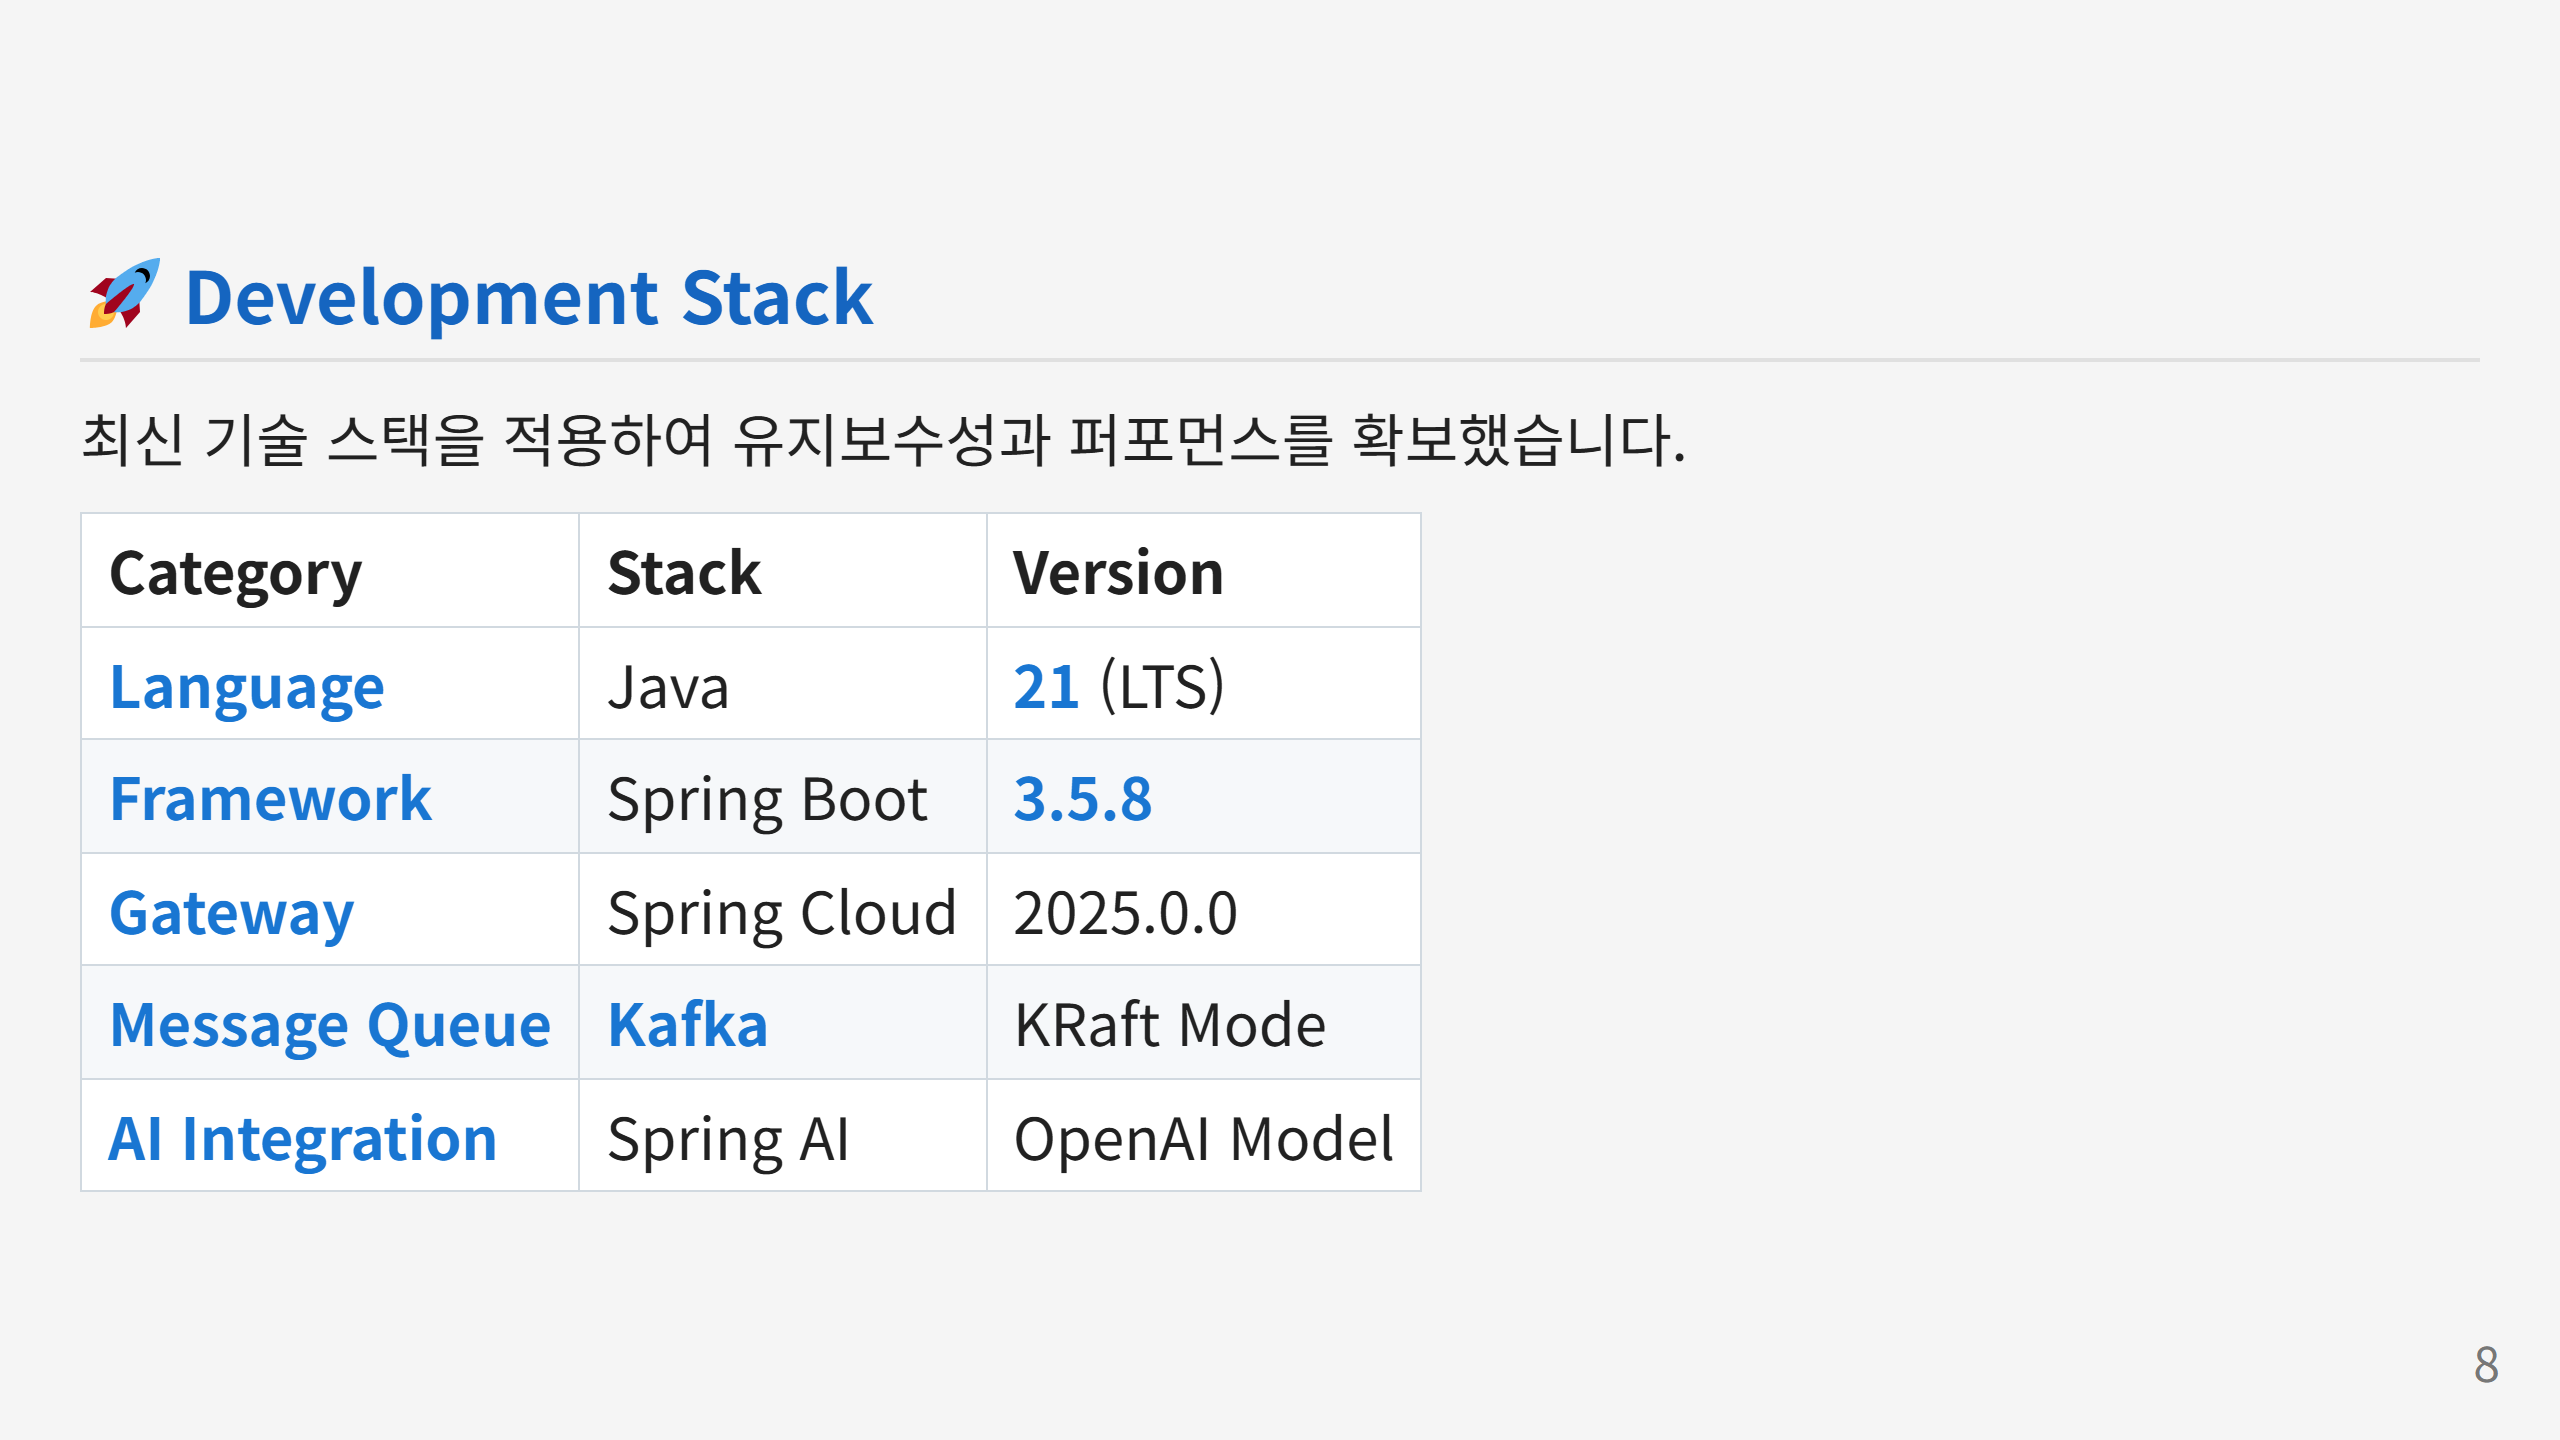 🚀 Development Stack
최신 기술 스택을 적용하여 유지보수성과 퍼포먼스를 확보했습니다.
Category Stack Version
Language Java 21 (LTS)
Framework Spring Boot 3.5.8
Gateway Spring Cloud 2025.0.0
Message Queue Kafka KRaft Mode
AI Integration Spring AI OpenAI Model
8